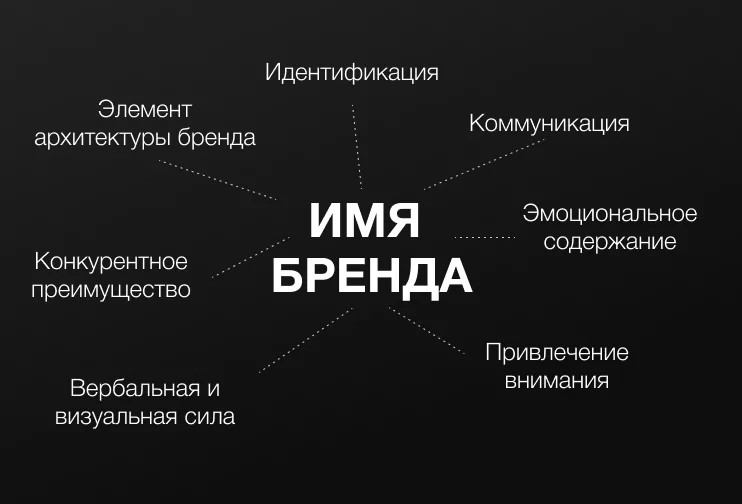 Идентификация
Элемент
архитектуры бренда
Коммуникация
ИМЯ
БРЕНДА
Эмоциональное
содержание
Конкурентное
преимущество
Привлечение
внимания
Вербальная и
визуальная сила